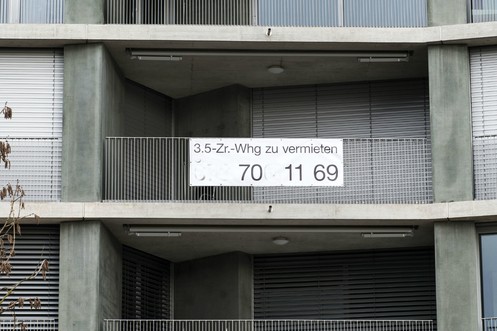 3.5-Zr.-Whg zu vermieten
70 11 69